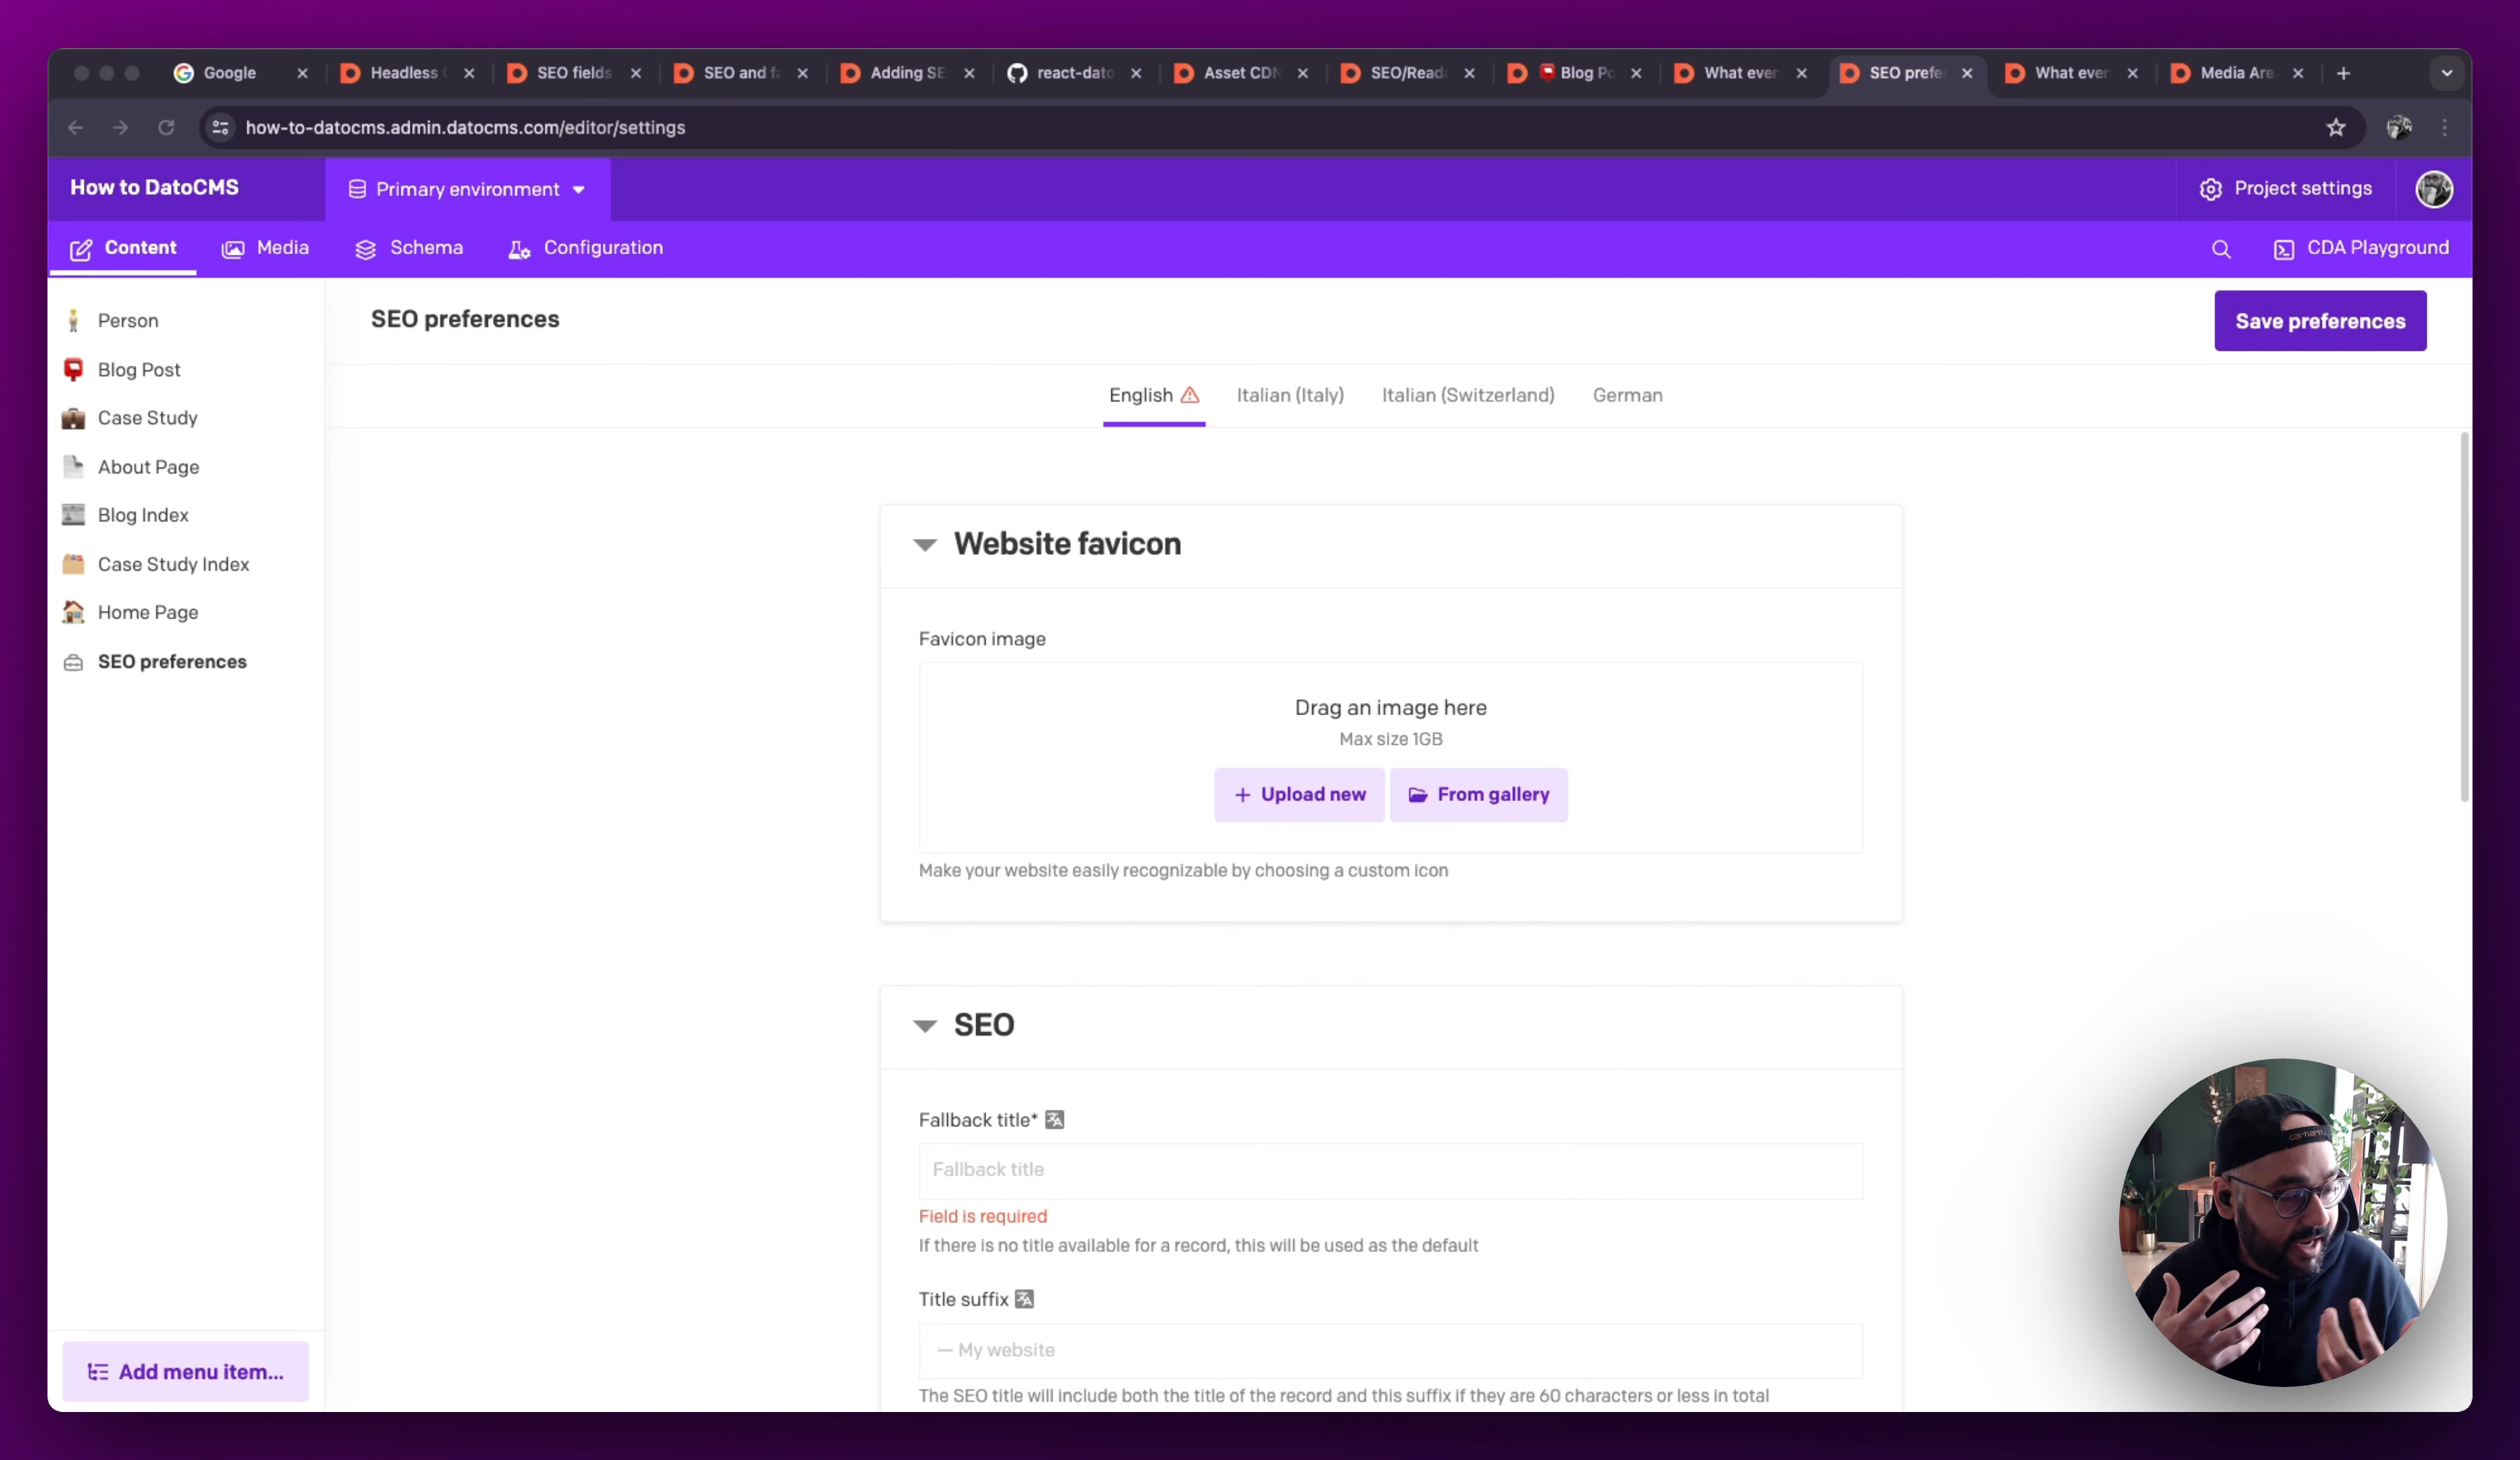 Google
Headless
SEO fields
SEO and f
Adding SE
react-dato
Asset CDN
SEO/Read
Blog Po
What ever
SEO prefe
What ever
Media Are
how-to-datocms.admin.datocms.com/editor/settings
How to DatoCMS
Primary environment
Project settings
Content
Media
Schema
Configuration
CDA Playground
Person
Blog Post
Case Study
About Page
Blog Index
Case Study Index
Home Page
SEO preferences
Add menu item...
SEO preferences
Save preferences
English
Italian (Italy)
Italian (Switzerland)
German
Website favicon
Favicon image
Drag an image here
Max size 1GB
Upload new
From gallery
Make your website easily recognizable by choosing a custom icon
SEO
Fallback title*
Fallback title
Field is required
If there is no title available for a record, this will be used as the default
Title suffix
— My website
The SEO title will include both the title of the record and this suffix if they are 60 characters or less in total
carhartt